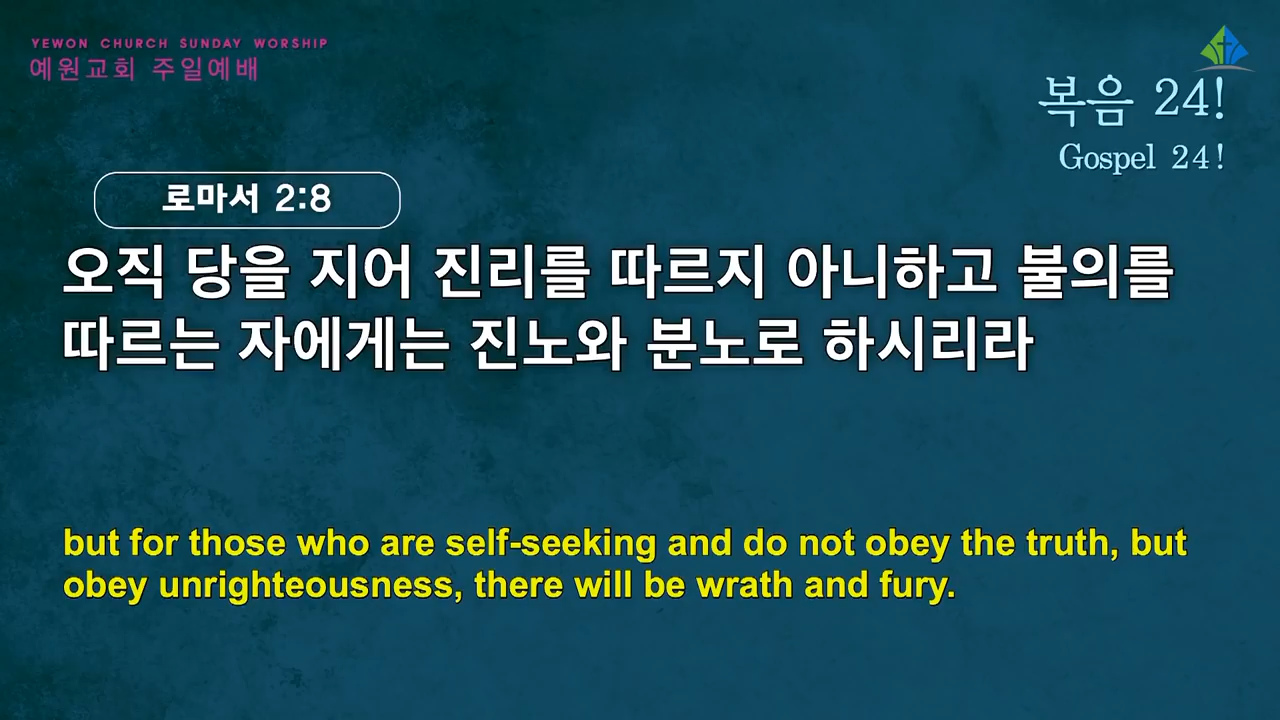 YEWON CHURCH SUNDAY WORSHIP
예원교회 주일예배
복음 24!
Gospel 24!
로마서 2:8
오직 당을 지어 진리를 따르지 아니하고 불의를
따르는 자에게는 진노와 분노로 하시리라
but for those who are self-seeking and do not obey the truth, but
obey unrighteousness, there will be wrath and fury.